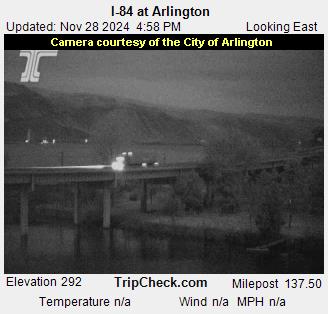 I-84 at Arlington
Updated: Nov 28 2024 4:58 PM Looking East
Camera courtesy of the City of Arlington
Elevation 292 TripCheck.com Milepost 137.50
Temperature n/a Wind n/a MPH n/a